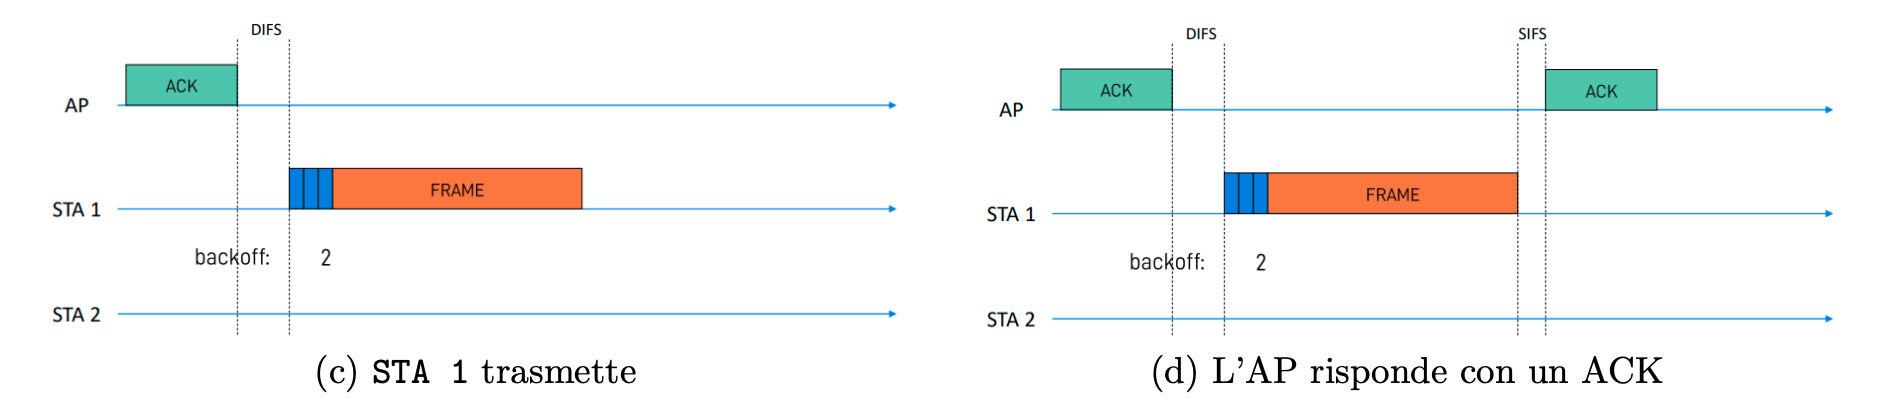 DIFS
ACK
AP
FRAME
STA 1
backoff: 2
STA 2
(c) STA 1 trasmette
DIFS SIFS
ACK ACK
AP
FRAME
STA 1
backoff: 2
STA 2
(d) L'AP risponde con un ACK